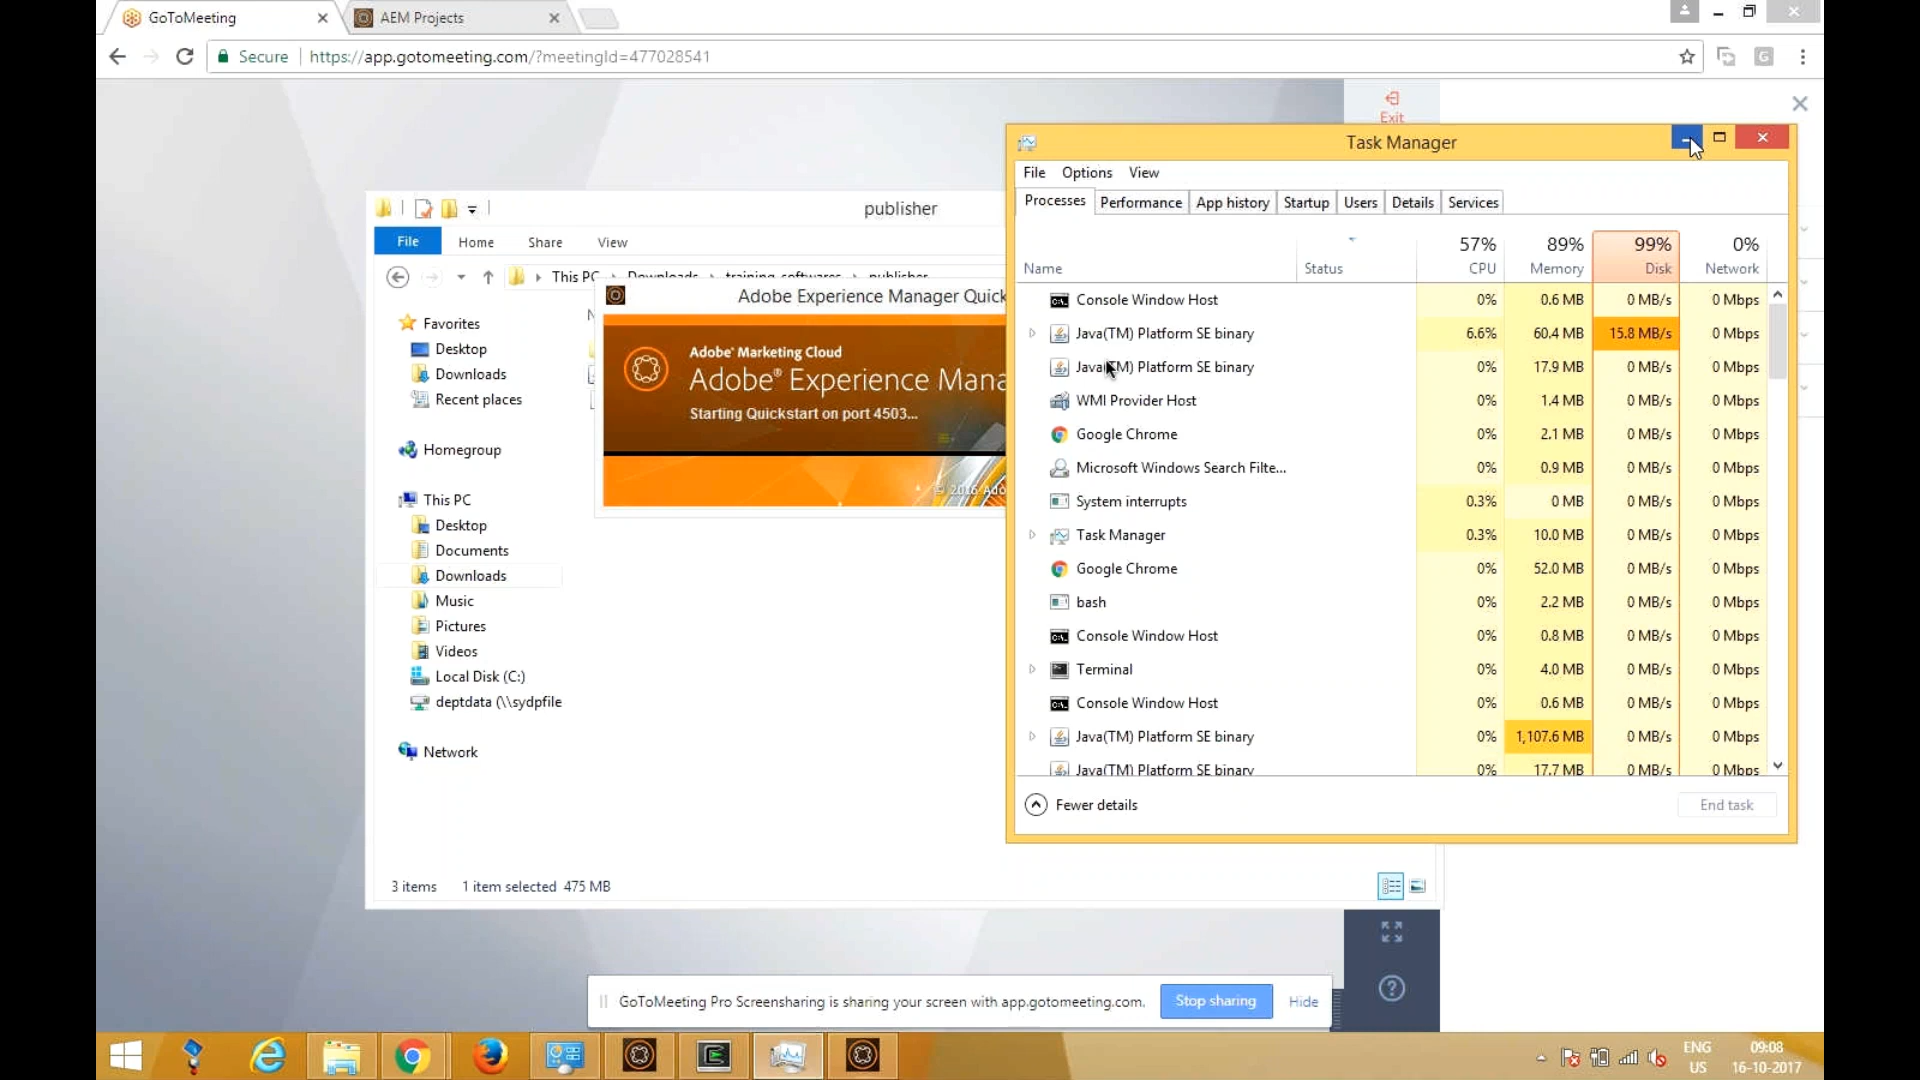 GoToMeeting
AEM Projects
Secure
https://app.gotomeeting.com/?meetingId=477028541
Exit
Task Manager
File Options View
Processes Performance App history Startup Users Details Services
57% 89% 99% 0%
Name Status CPU Memory Disk Network
Console Window Host 0% 0.6 MB 0 MB/s 0 Mbps
Java(TM) Platform SE binary 6.6% 60.4 MB 15.8 MB/s 0 Mbps
Java(TM) Platform SE binary 0% 17.9 MB 0 MB/s 0 Mbps
WMI Provider Host 0% 1.4 MB 0 MB/s 0 Mbps
Google Chrome 0% 2.1 MB 0 MB/s 0 Mbps
Microsoft Windows Search Filte... 0% 0.9 MB 0 MB/s 0 Mbps
System interrupts 0.3% 0 MB 0 MB/s 0 Mbps
Task Manager 0.3% 10.0 MB 0 MB/s 0 Mbps
Google Chrome 0% 52.0 MB 0 MB/s 0 Mbps
bash 0% 2.2 MB 0 MB/s 0 Mbps
Console Window Host 0% 0.8 MB 0 MB/s 0 Mbps
Terminal 0% 4.0 MB 0 MB/s 0 Mbps
Console Window Host 0% 0.6 MB 0 MB/s 0 Mbps
Java(TM) Platform SE binary 0% 1,107.6 MB 0 MB/s 0 Mbps
Java(TM) Platform SE binary 0% 17.7 MB 0 MB/s 0 Mbps
Fewer details
End task
publisher
File Home Share View
This PC Downloads training softwares publisher
Favorites
Desktop
Downloads
Recent places
Homegroup
This PC
Desktop
Documents
Downloads
Music
Pictures
Videos
Local Disk (C:)
deptdata (\\sydpfile
Network
Adobe Experience Manager Quick
Adobe® Marketing Cloud
Adobe® Experience Mana
Starting Quickstart on port 4503...
© 2016 Ado
3 items 1 item selected 475 MB
GoToMeeting Pro Screensharing is sharing your screen with app.gotomeeting.com.
Stop sharing
Hide
ENG
US
09:08
16-10-2017